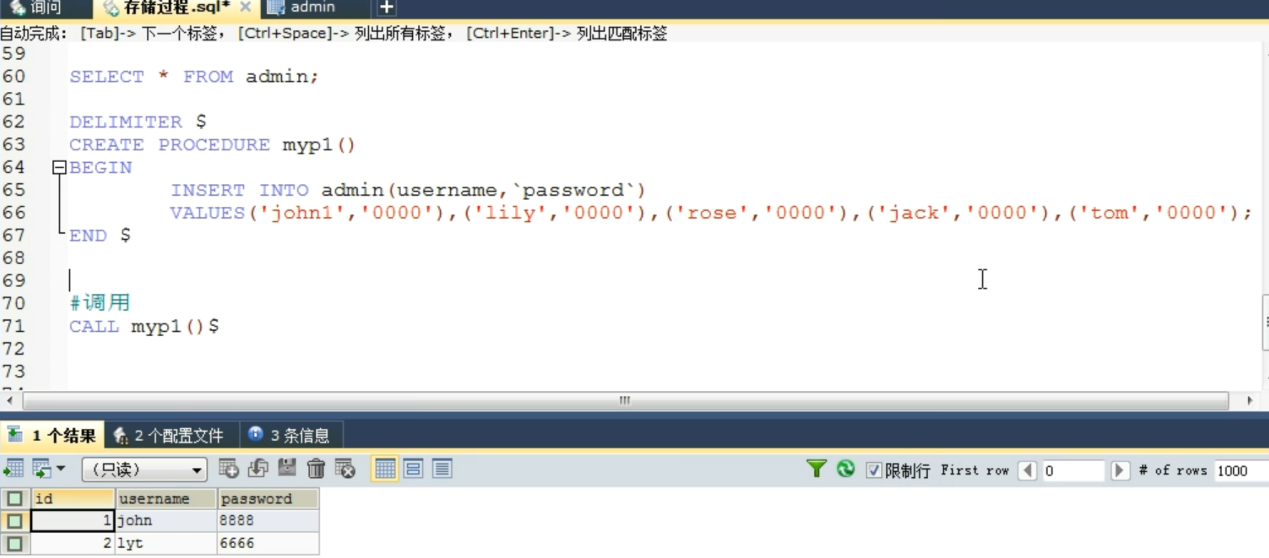 询问 存储过程.sql* admin
自动完成: [Tab]-> 下一个标签, [Ctrl+Space]-> 列出所有标签, [Ctrl+Enter]-> 列出匹配标签
59
60 SELECT * FROM admin;
61
62 DELIMITER $
63 CREATE PROCEDURE myp1()
64 BEGIN
65 INSERT INTO admin(username,`password`)
66 VALUES('john1','0000'),('lily','0000'),('rose','0000'),('jack','0000'),('tom','0000');
67 END $
68
69
70 #调用
71 CALL myp1()$
72
73
1 个结果 2 个配置文件 3 条信息
(只读) 限制行 First row 0 # of rows 1000
id username password
1 john 8888
2 lyt 6666